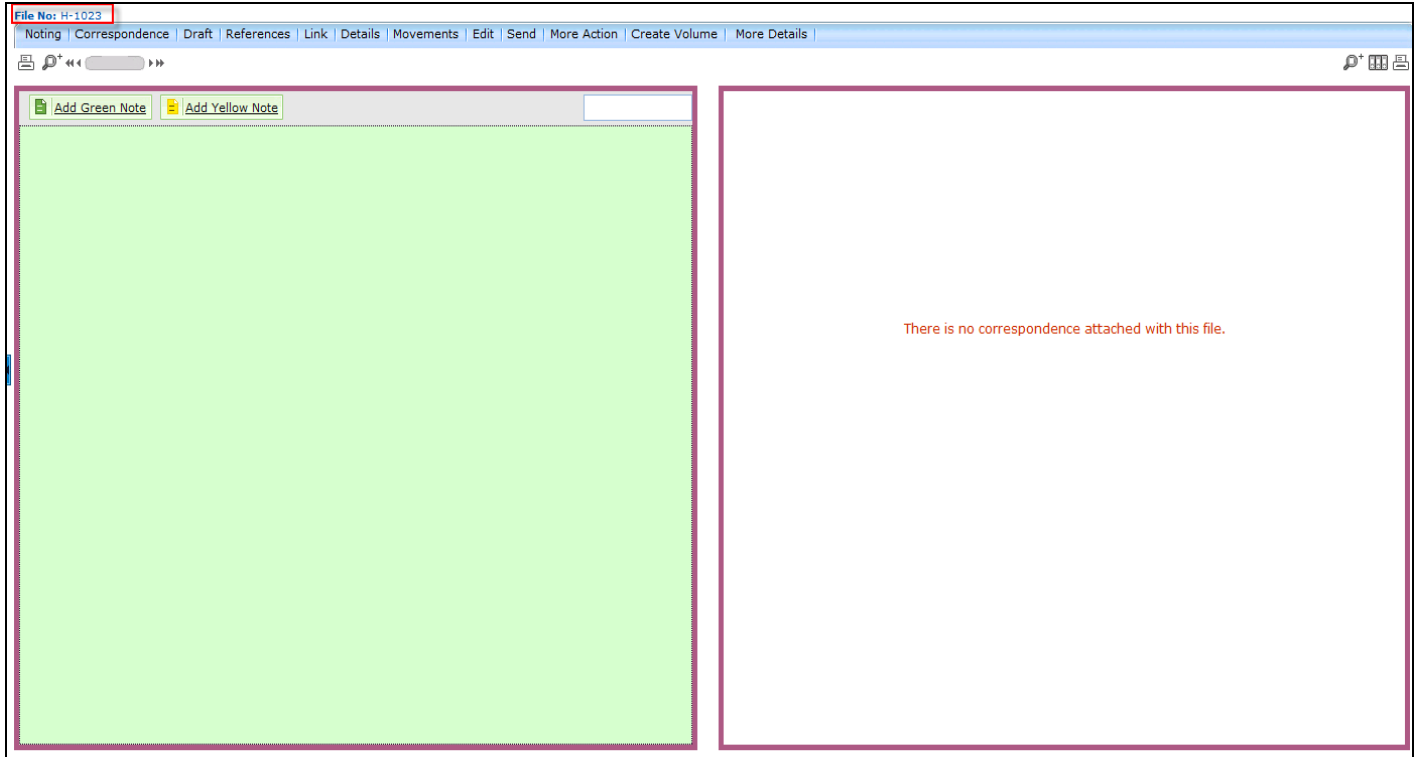 File No: H-1023
Noting | Correspondence | Draft | References | Link | Details | Movements | Edit | Send | More Action | Create Volume | More Details |
Add Green Note Add Yellow Note
There is no correspondence attached with this file.